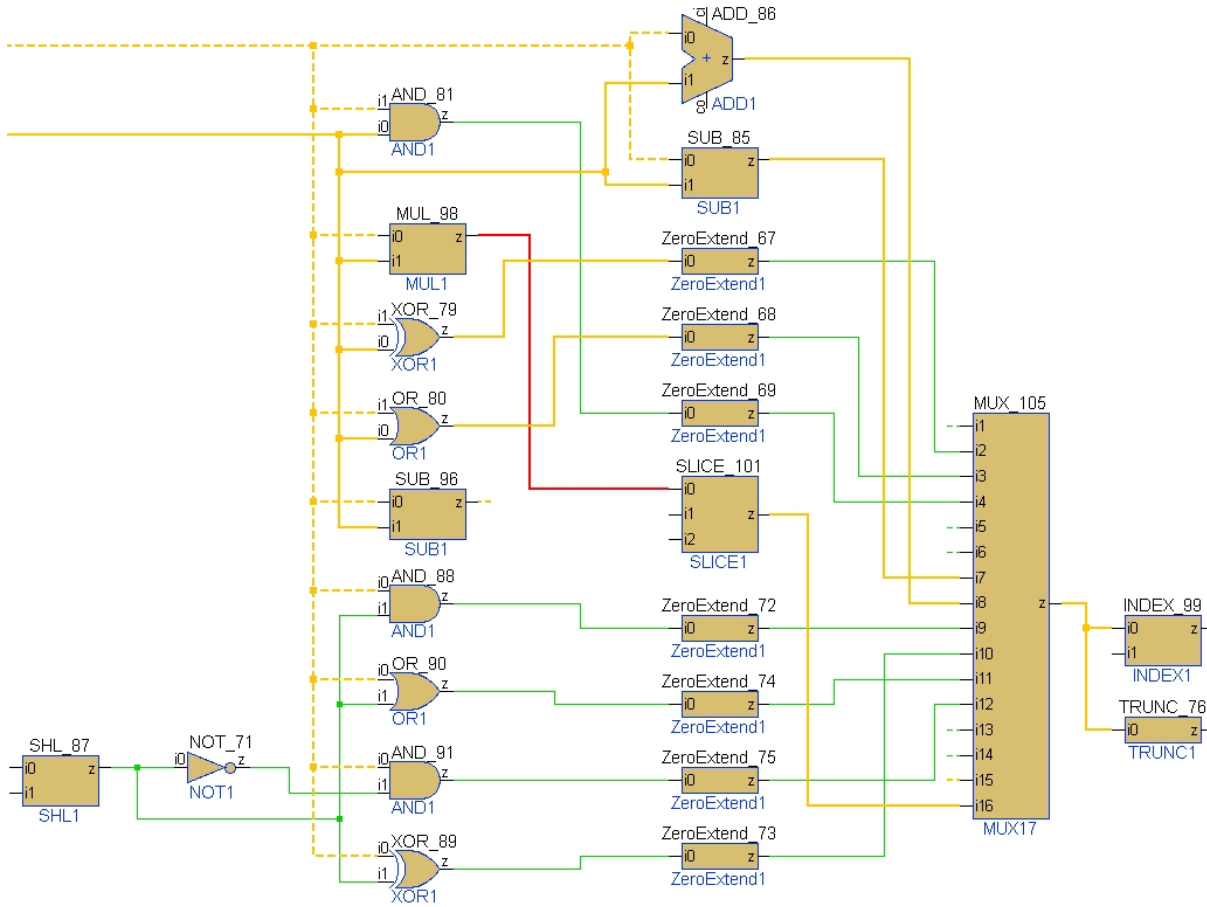 ci
ADD_86
i0
+
z
i1
co
ADD1
AND_81
i1
z
i0
AND1
SUB_85
i0
z
i1
SUB1
MUL_98
i0
z
i1
MUL1
ZeroExtend_67
i0
z
ZeroExtend1
XOR_79
i1
z
i0
XOR1
ZeroExtend_68
i0
z
ZeroExtend1
OR_80
i1
z
i0
OR1
ZeroExtend_69
i0
z
ZeroExtend1
SUB_96
i0
z
i1
SUB1
SLICE_101
i0
i1
z
i2
SLICE1
MUX_105
i1
i2
i3
i4
i5
i6
i7
i8
z
i9
i10
i11
i12
i13
i14
i15
i16
MUX17
AND_88
i0
z
i1
AND1
ZeroExtend_72
i0
z
ZeroExtend1
INDEX_99
i0
z
i1
INDEX1
OR_90
i0
z
i1
OR1
ZeroExtend_74
i0
z
ZeroExtend1
TRUNC_76
i0
z
TRUNC1
SHL_87
i0
z
i1
SHL1
NOT_71
i0
z
NOT1
AND_91
i0
z
i1
AND1
ZeroExtend_75
i0
z
ZeroExtend1
XOR_89
i0
z
i1
XOR1
ZeroExtend_73
i0
z
ZeroExtend1